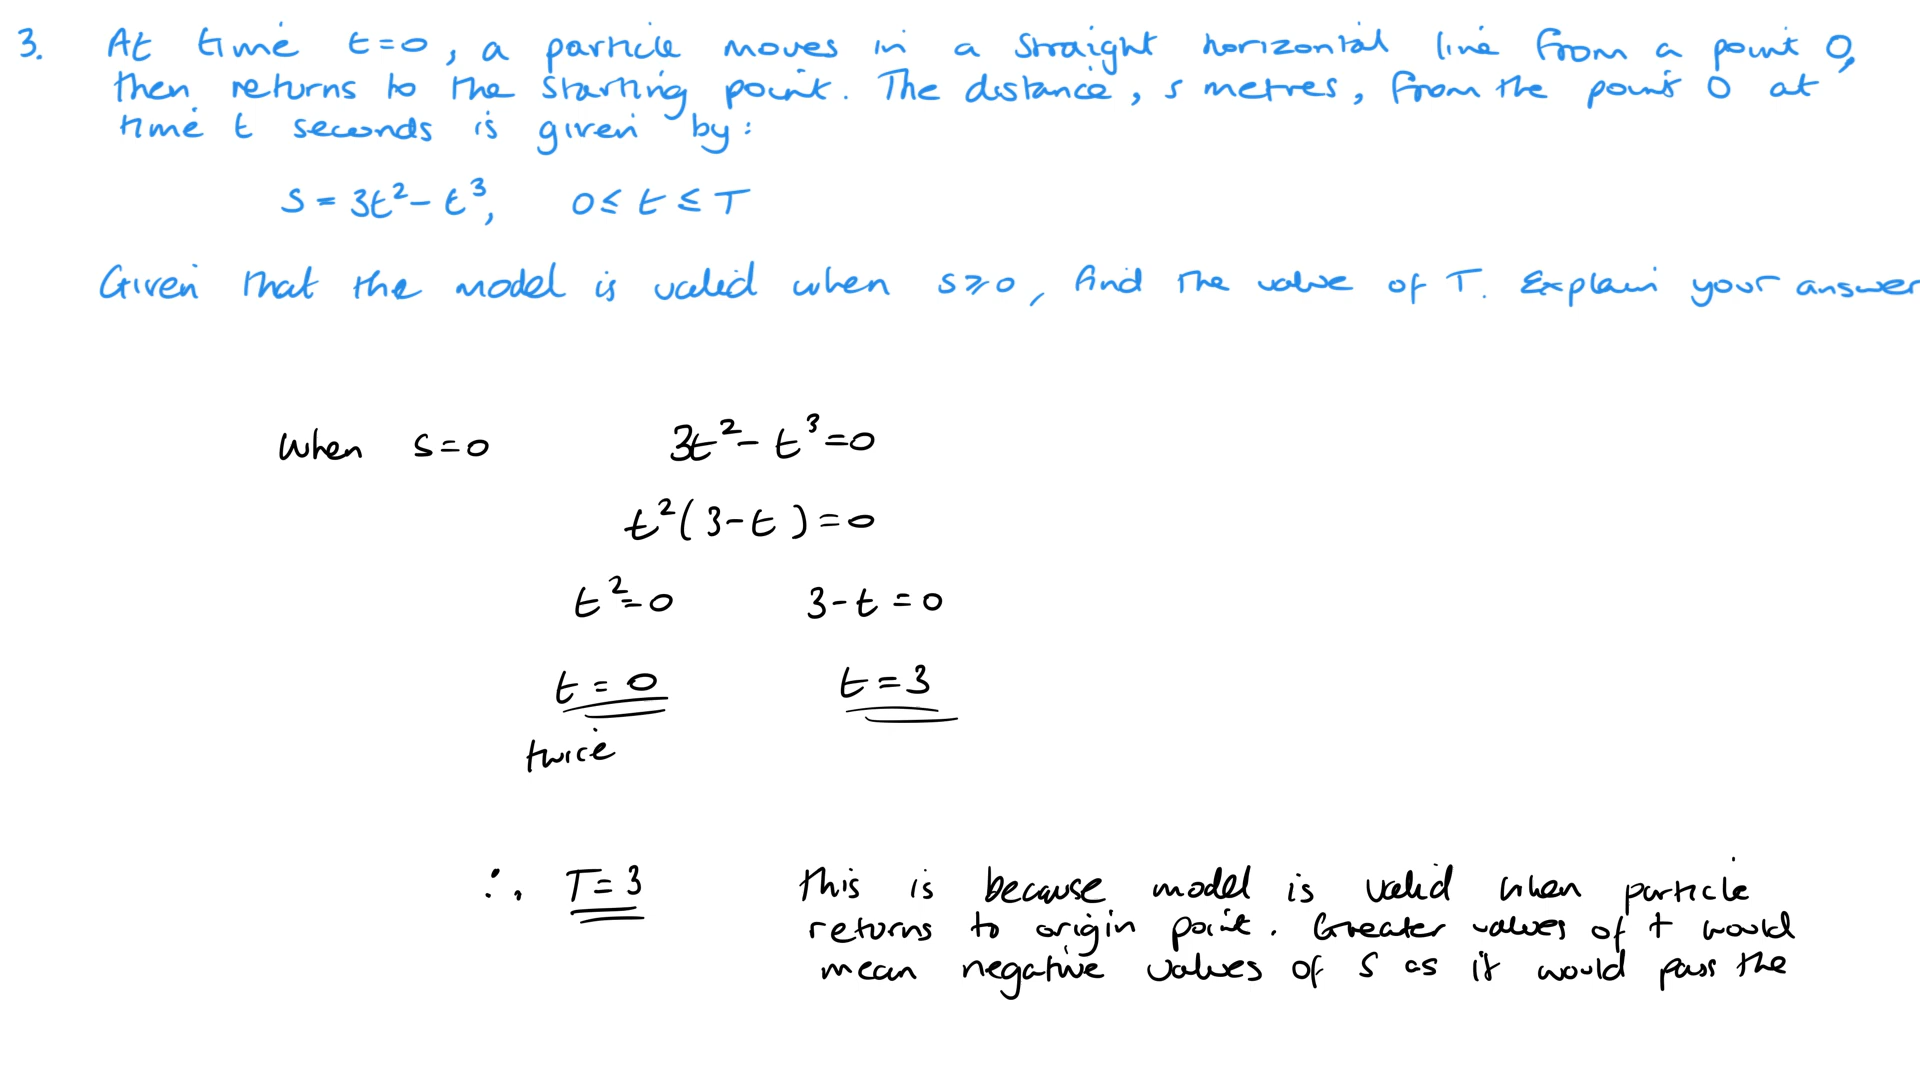 3. At time t=0, a particle moves in a straight horizontal line from a point O,
then returns to the starting point. The distance, s metres, from the point O at
time t seconds is given by:
s = 3t² - t³, 0 ≤ t ≤ T
Given that the model is valid when s ≥ 0, find the value of T. Explain your answer
When s=0 3t² - t³ = 0
t²(3-t) = 0
t² = 0 3-t = 0
t = 0 t = 3
twice
∴ T = 3 this is because model is valid when particle
returns to origin point. Greater values of t would
mean negative values of s as it would pass the